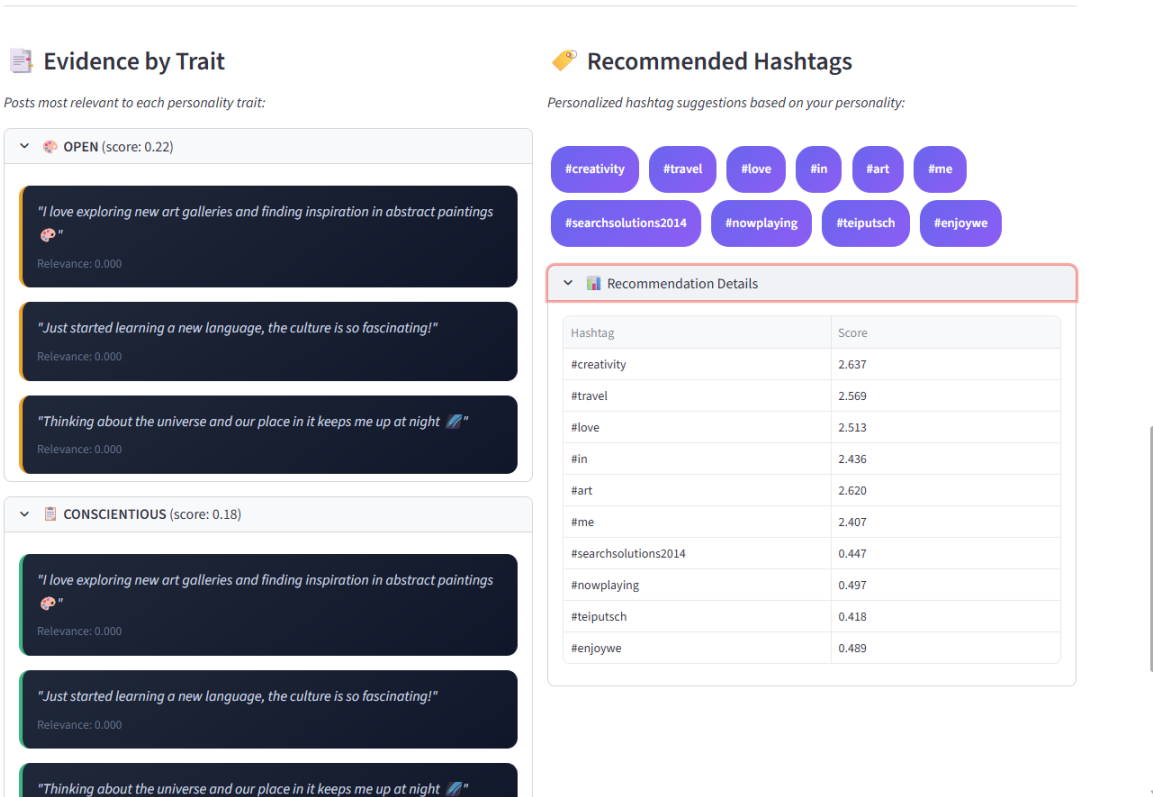 Evidence by Trait
Posts most relevant to each personality trait:
OPEN (score: 0.22)
"I love exploring new art galleries and finding inspiration in abstract paintings
🎨"
Relevance: 0.000
"Just started learning a new language, the culture is so fascinating!"
Relevance: 0.000
"Thinking about the universe and our place in it keeps me up at night 🌌"
Relevance: 0.000
CONSCIENTIOUS (score: 0.18)
"I love exploring new art galleries and finding inspiration in abstract paintings
🎨"
Relevance: 0.000
"Just started learning a new language, the culture is so fascinating!"
Relevance: 0.000
"Thinking about the universe and our place in it keeps me up at night 🌌"
Recommended Hashtags
Personalized hashtag suggestions based on your personality:
#creativity #travel #love #in #art #me
#searchsolutions2014 #nowplaying #teiputsch #enjoywe
Recommendation Details
Hashtag Score
#creativity 2.637
#travel 2.569
#love 2.513
#in 2.436
#art 2.620
#me 2.407
#searchsolutions2014 0.447
#nowplaying 0.497
#teiputsch 0.418
#enjoywe 0.489